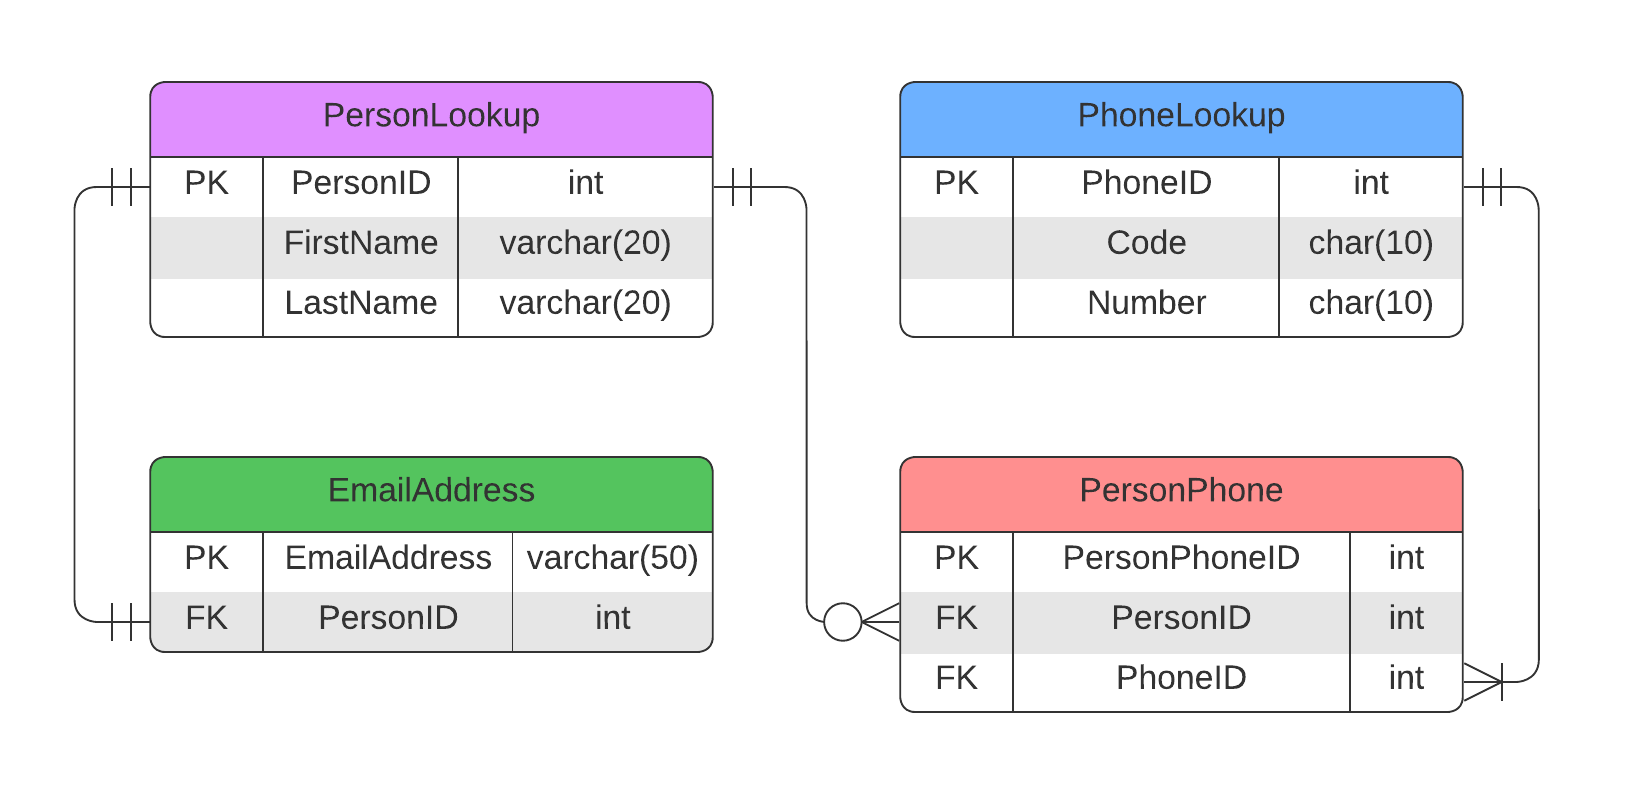 PersonLookup
PK PersonID int
FirstName varchar(20)
LastName varchar(20)
PhoneLookup
PK PhoneID int
Code char(10)
Number char(10)
EmailAddress
PK EmailAddress varchar(50)
FK PersonID int
PersonPhone
PK PersonPhoneID int
FK PersonID int
FK PhoneID int